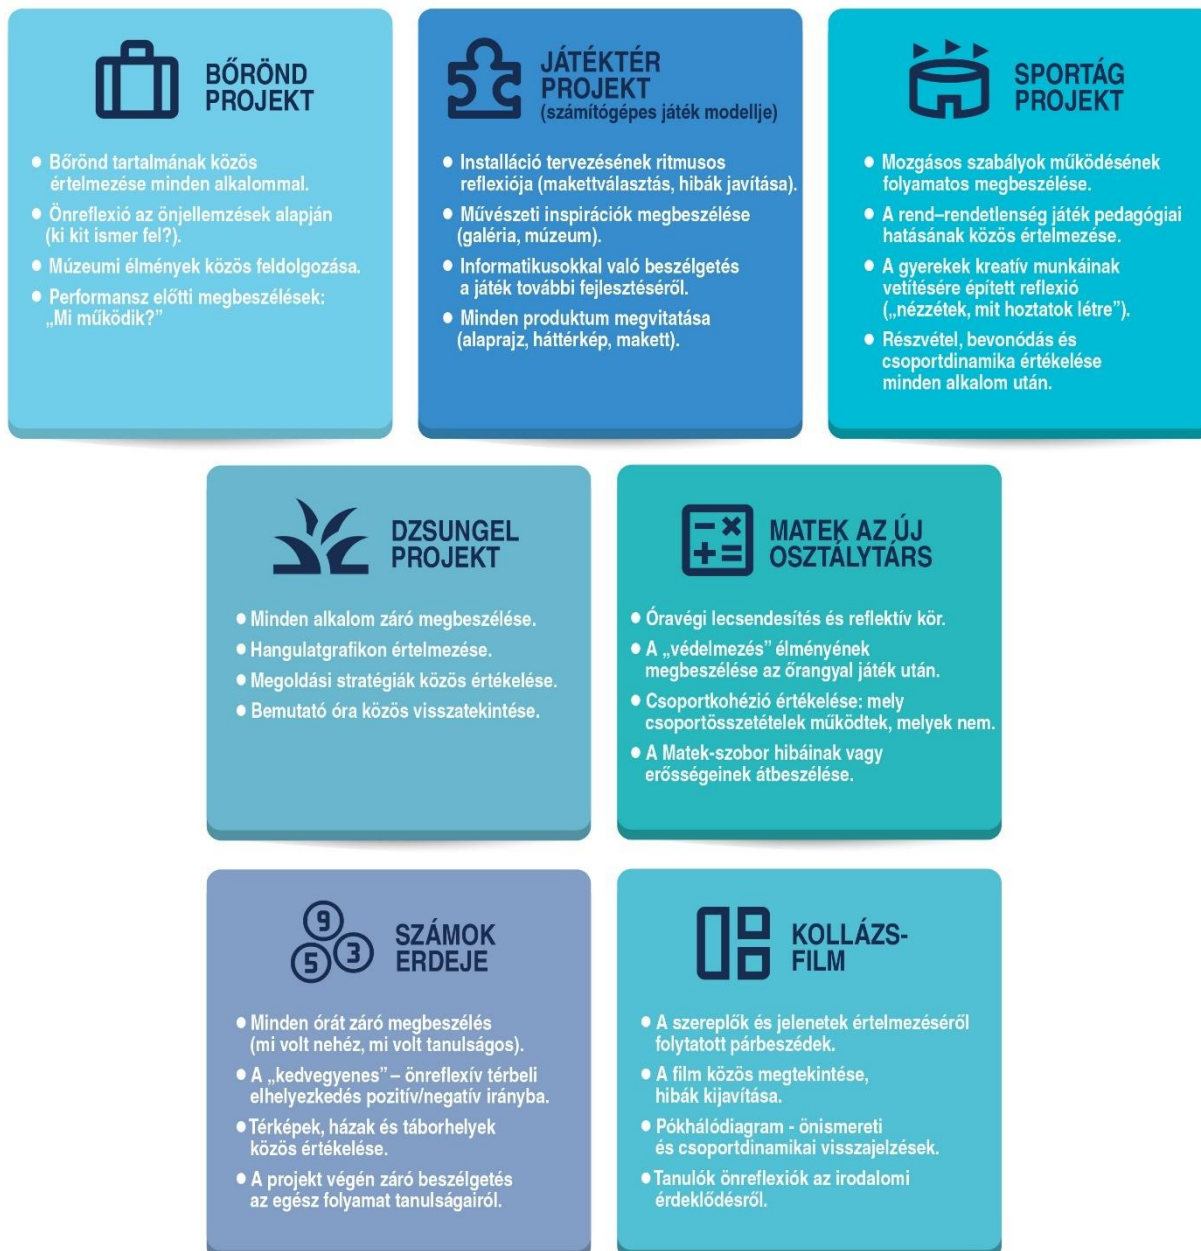 BŐRÖND
PROJEKT
● Bőrönd tartalmának közös
értelmezése minden alkalommal.
● Önreflexió az önjellemzések alapján
(ki kit ismer fel?).
● Múzeumi élmények közös feldolgozása.
● Performansz előtti megbeszélések:
„Mi működik?”
JÁTÉKTÉR
PROJEKT
(számítógépes játék modellje)
● Installáció tervezésének ritmusos
reflexiója (makettválasztás, hibák javítása).
● Művészeti inspirációk megbeszélése
(galéria, múzeum).
● Informatikusokkal való beszélgetés
a játék további fejlesztéséről.
● Minden produktum megvitatása
(alaprajz, háttérkép, makett).
SPORTÁG
PROJEKT
● Mozgásos szabályok működésének
folyamatos megbeszélése.
● A rend–rendetlenség játék pedagógiai
hatásának közös értelmezése.
● A gyerekek kreatív munkáinak
vetítésére épített reflexió
(„nézzétek, mit hoztatok létre”).
● Részvétel, bevonódás és
csoportdinamika értékelése
minden alkalom után.
DZSUNGEL
PROJEKT
● Minden alkalom záró megbeszélése.
● Hangulatgrafikon értelmezése.
● Megoldási stratégiák közös értékelése.
● Bemutató óra közös visszatekintése.
MATEK AZ ÚJ
OSZTÁLYTÁRS
● Óravégi lecsendesítés és reflektív kör.
● A „védelmezés” élményének
megbeszélése az őrangyal játék után.
● Csoportkohézió értékelése: mely
csoportösszetételek működtek, melyek nem.
● A Matek-szobor hibáinak vagy
erősségeinek átbeszélése.
9
5 3
SZÁMOK
ERDEJE
● Minden órát záró megbeszélés
(mi volt nehéz, mi volt tanulságos).
● A „kedvegyenes” – önreflexív térbeli
elhelyezkedés pozitív/negatív irányba.
● Térképek, házak és táborhelyek
közös értékelése.
● A projekt végén záró beszélgetés
az egész folyamat tanulságairól.
KOLLÁZS-
FILM
● A szereplők és jelenetek értelmezéséről
folytatott párbeszédek.
● A film közös megtekintése,
hibák kijavítása.
● Pókhálódiagram - önismereti
és csoportdinamikai visszajelzések.
● Tanulók önreflexiók az irodalomi
érdeklődésről.